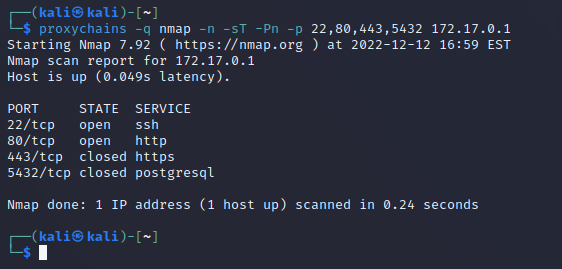 ┌──(kali㉿kali)-[~]
└─$ proxychains -q nmap -n -sT -Pn -p 22,80,443,5432 172.17.0.1
Starting Nmap 7.92 ( https://nmap.org ) at 2022-12-12 16:59 EST
Nmap scan report for 172.17.0.1
Host is up (0.049s latency).

PORT     STATE  SERVICE
22/tcp   open   ssh
80/tcp   open   http
443/tcp  closed https
5432/tcp closed postgresql

Nmap done: 1 IP address (1 host up) scanned in 0.24 seconds

┌──(kali㉿kali)-[~]
└─$